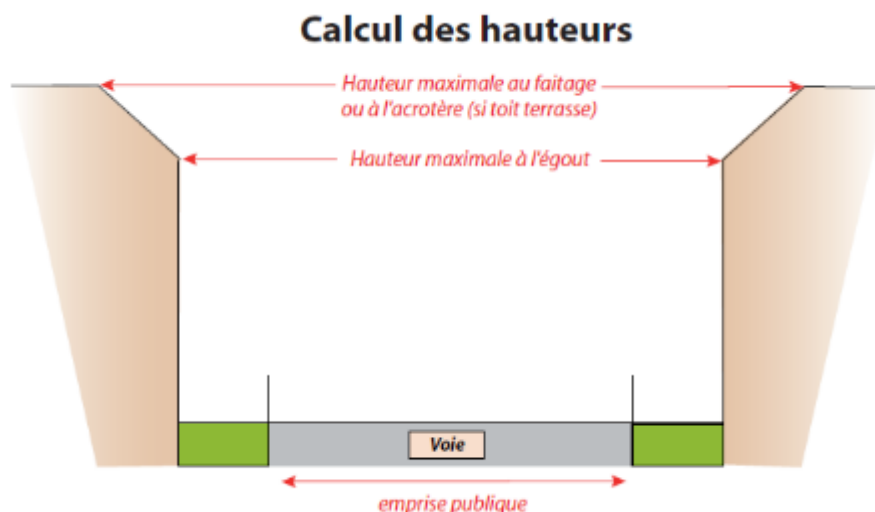 Calcul des hauteurs
Hauteur maximale au faitage
ou à l'acrotère (si toit terrasse)
Hauteur maximale à l'égout
Voie
emprise publique